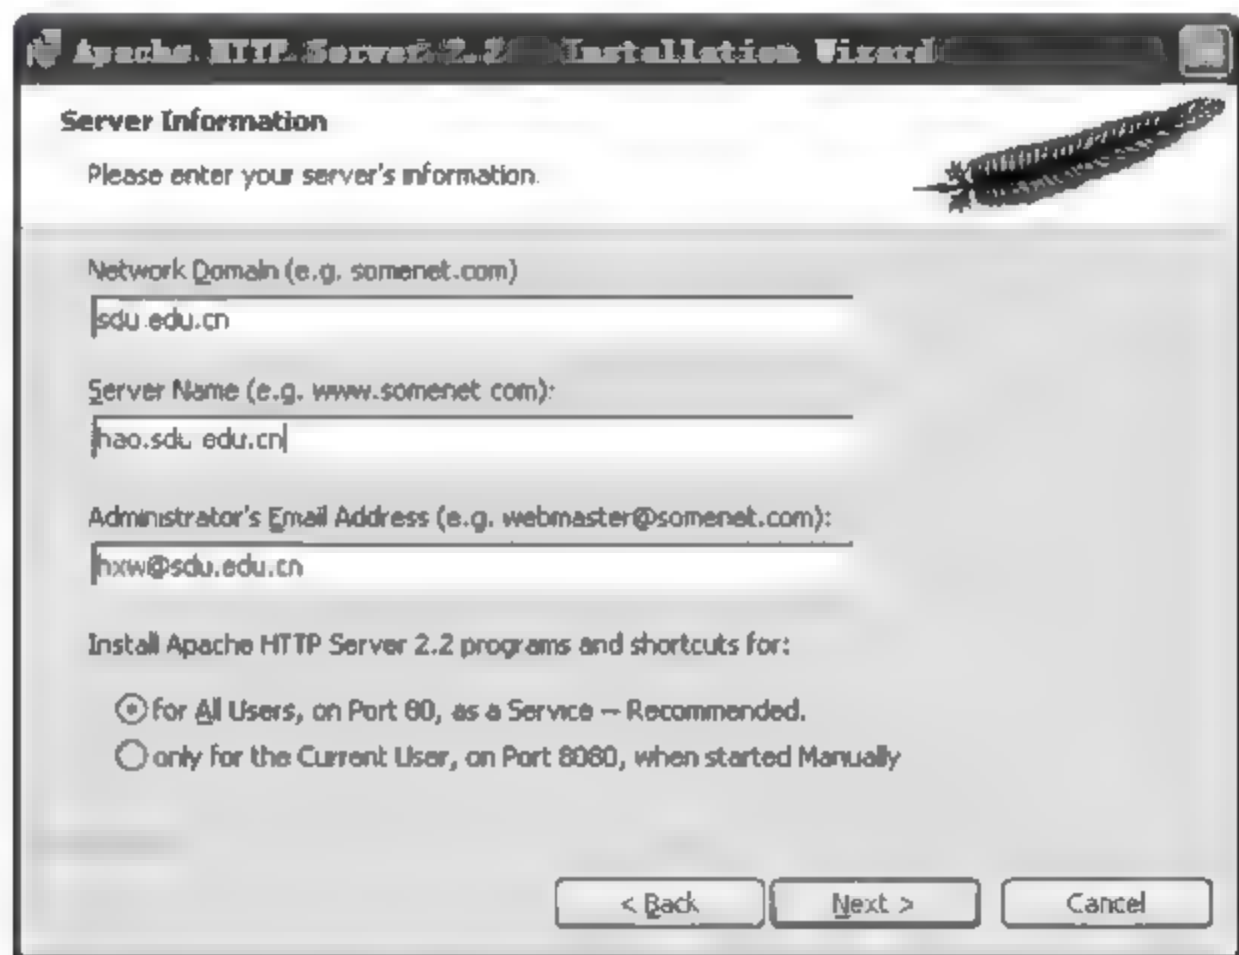 Apache HTTP Server 2.2 Installation Wizard
Server Information
Please enter your server's information.
Network Domain (e.g. somenet.com)
sdu.edu.cn
Server Name (e.g. www.somenet.com):
hao.sdu.edu.cn
Administrator's Email Address (e.g. webmaster@somenet.com):
hxw@sdu.edu.cn
Install Apache HTTP Server 2.2 programs and shortcuts for:
for All Users, on Port 80, as a Service -- Recommended.
only for the Current User, on Port 8080, when started Manually
< Back Next > Cancel